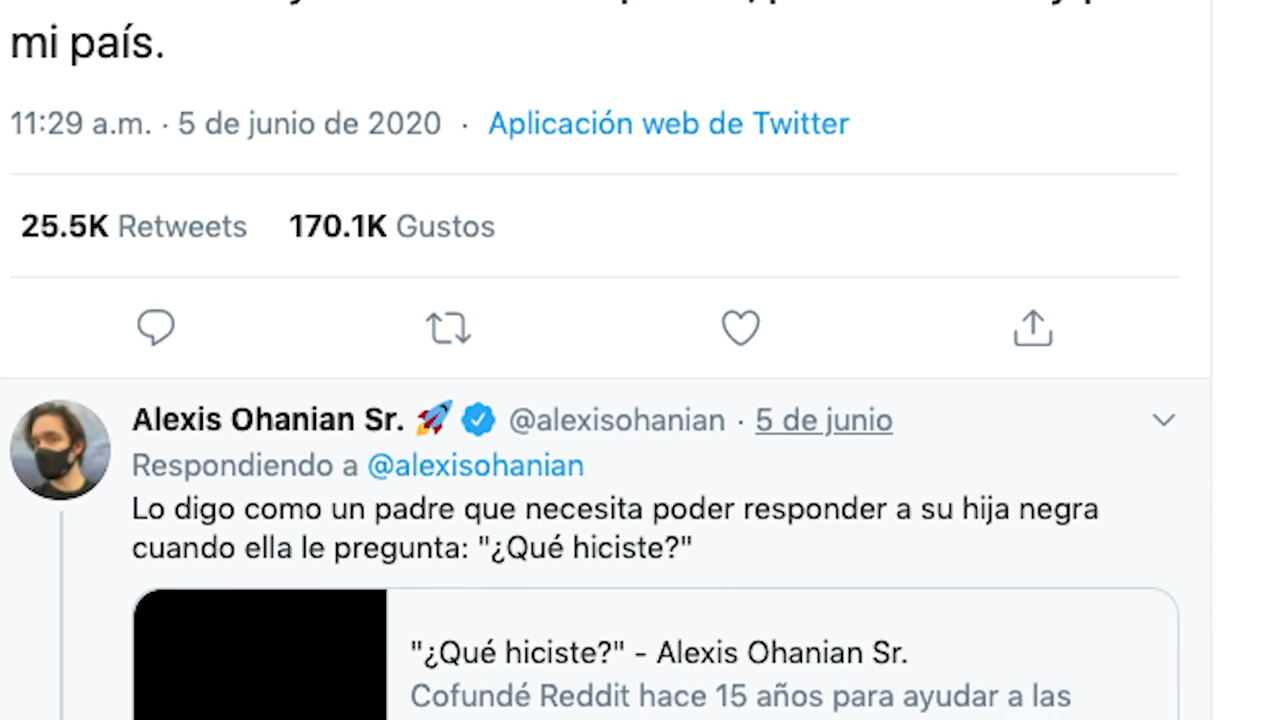 mi país.
11:29 a.m. · 5 de junio de 2020 · Aplicación web de Twitter
25.5K Retweets 170.1K Gustos
Alexis Ohanian Sr. 🚀 @alexisohanian · 5 de junio
Respondiendo a @alexisohanian
Lo digo como un padre que necesita poder responder a su hija negra
cuando ella le pregunta: "¿Qué hiciste?"
"¿Qué hiciste?" - Alexis Ohanian Sr.
Cofundé Reddit hace 15 años para ayudar a las